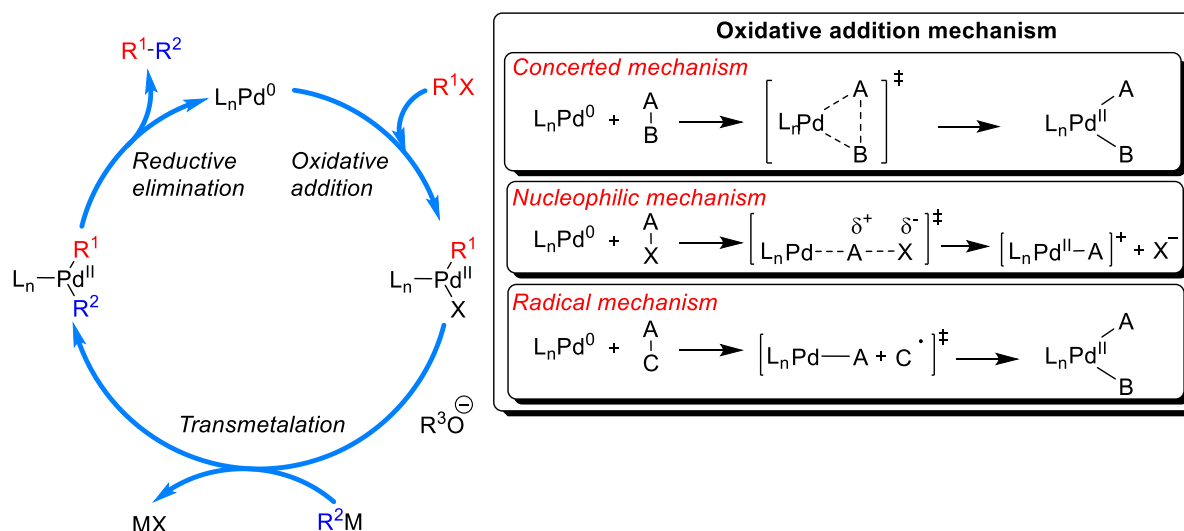 R¹-R²
LₙPd⁰
R¹X
Reductive
elimination
Oxidative
addition
R¹
Lₙ—Pdᴵᴵ
R²
R¹
Lₙ—Pdᴵᴵ
X
Transmetalation
R³O⊖
MX
R²M
Oxidative addition mechanism
Concerted mechanism
LₙPd⁰ + A–B
[LₙPd A B]‡
LₙPdᴵᴵ A B
Nucleophilic mechanism
LₙPd⁰ + A–X
δ⁺ δ⁻
[LₙPd---A---X]‡
[LₙPdᴵᴵ–A]⁺ + X⁻
Radical mechanism
LₙPd⁰ + A–C
[LₙPd—A + C·]‡
LₙPdᴵᴵ A B